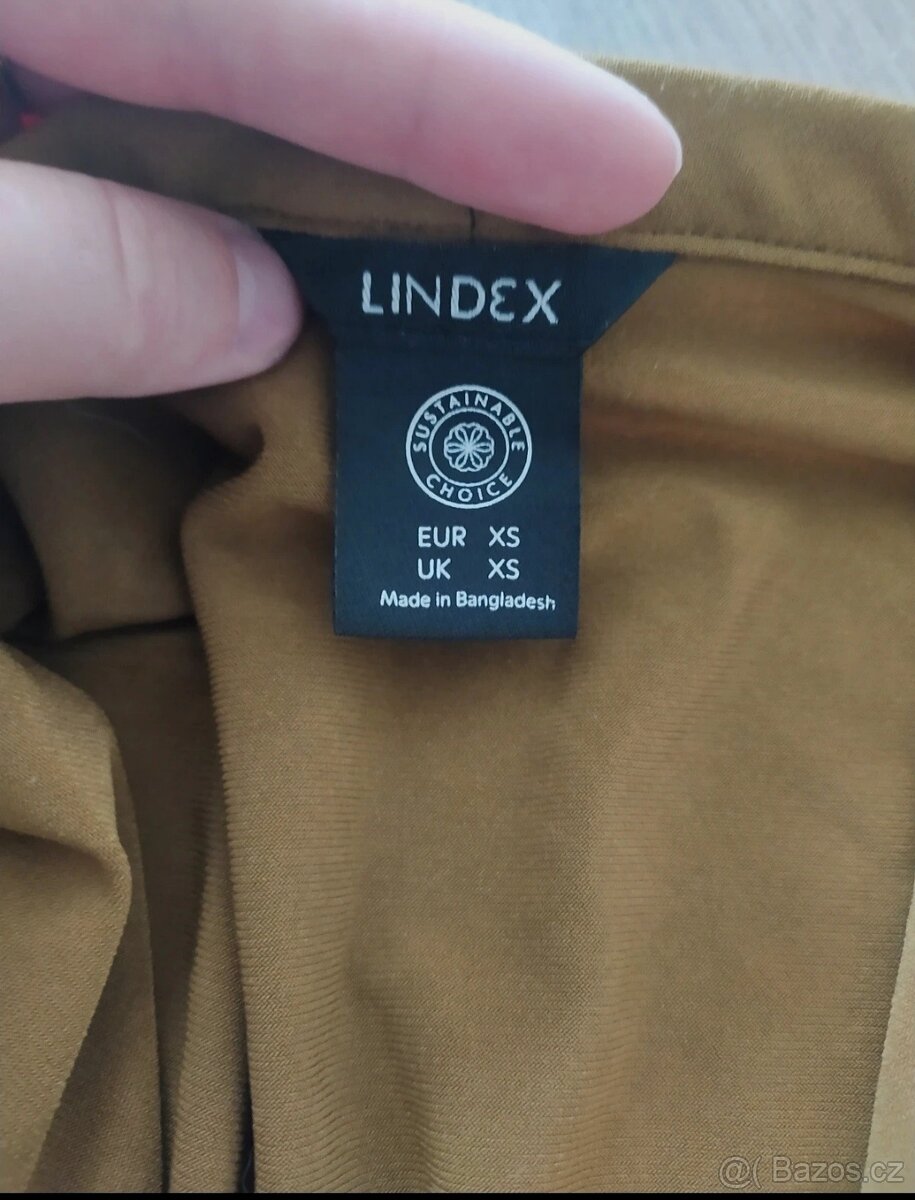 LINDEX
SUSTAINABLE
CHOICE
EUR XS
UK XS
Made in Bangladesh
@( Bazos.cz